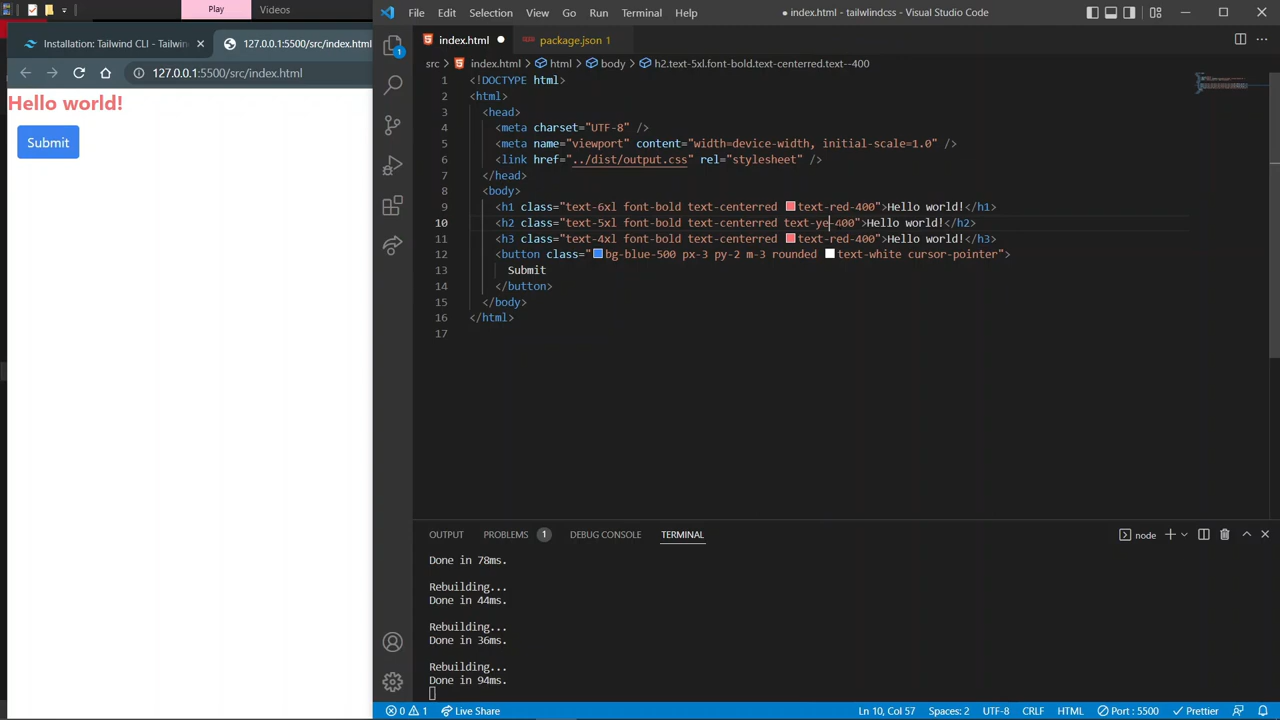 Play
Videos
Installation: Tailwind CLI - Tailwin
127.0.0.1:5500/src/index.html
127.0.0.1:5500/src/index.html
Hello world!
Submit
File Edit Selection View Go Run Terminal Help
● index.html - tailwlindcss - Visual Studio Code
index.html ●
package.json 1
src > index.html > html > body > h2.text-5xl.font-bold.text-centerred.text--400
1 <!DOCTYPE html>
2 <html>
3 <head>
4 <meta charset="UTF-8" />
5 <meta name="viewport" content="width=device-width, initial-scale=1.0" />
6 <link href="../dist/output.css" rel="stylesheet" />
7 </head>
8 <body>
9 <h1 class="text-6xl font-bold text-centerred text-red-400">Hello world!</h1>
10 <h2 class="text-5xl font-bold text-centerred text-ye-400">Hello world!</h2>
11 <h3 class="text-4xl font-bold text-centerred text-red-400">Hello world!</h3>
12 <button class="bg-blue-500 px-3 py-2 m-3 rounded text-white cursor-pointer">
13 Submit
14 </button>
15 </body>
16 </html>
17
1
OUTPUT PROBLEMS 1 DEBUG CONSOLE TERMINAL
node
Done in 78ms.
Rebuilding...
Done in 44ms.
Rebuilding...
Done in 36ms.
Rebuilding...
Done in 94ms.
0 1 Live Share
Ln 10, Col 57 Spaces: 2 UTF-8 CRLF HTML Port : 5500 Prettier